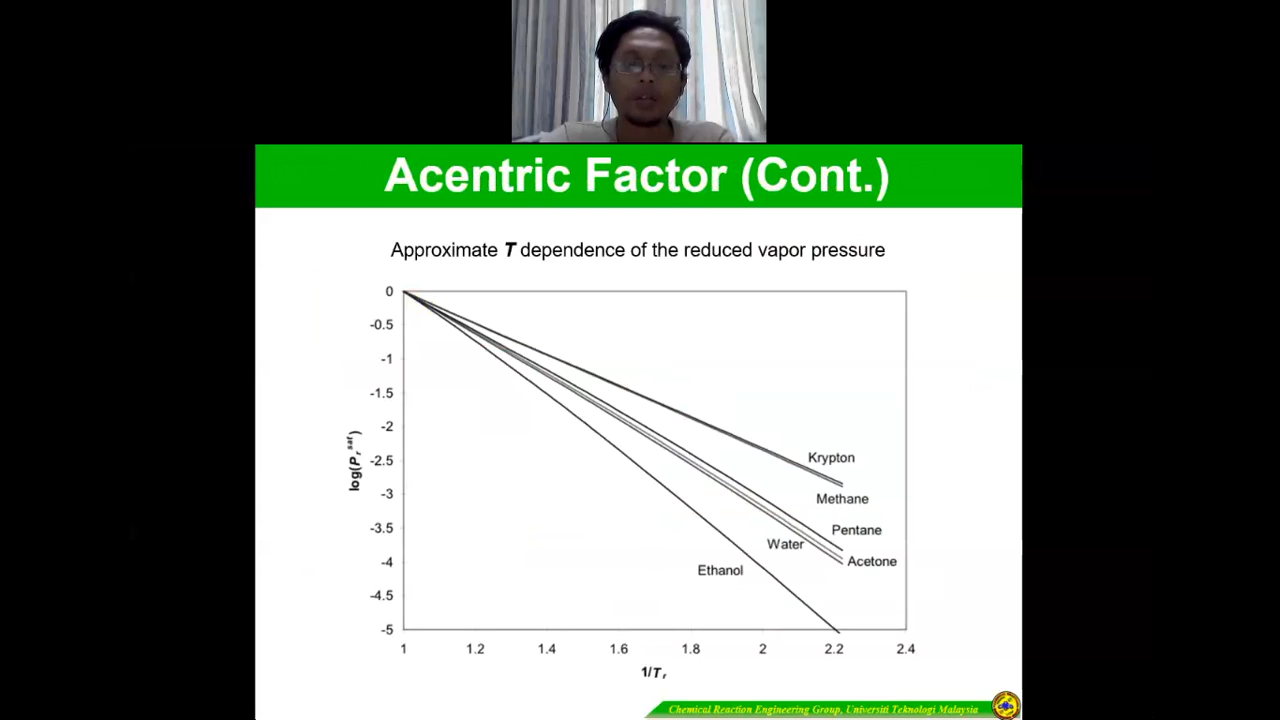 Acentric Factor (Cont.)
Approximate T dependence of the reduced vapor pressure
0
-0.5
-1
-1.5
-2
-2.5
-3
-3.5
-4
-4.5
-5
log(Pr^sat)
Krypton
Methane
Pentane
Water
Acetone
Ethanol
1 1.2 1.4 1.6 1.8 2 2.2 2.4
1/Tr
Chemical Reaction Engineering Group, Universiti Teknologi Malaysia